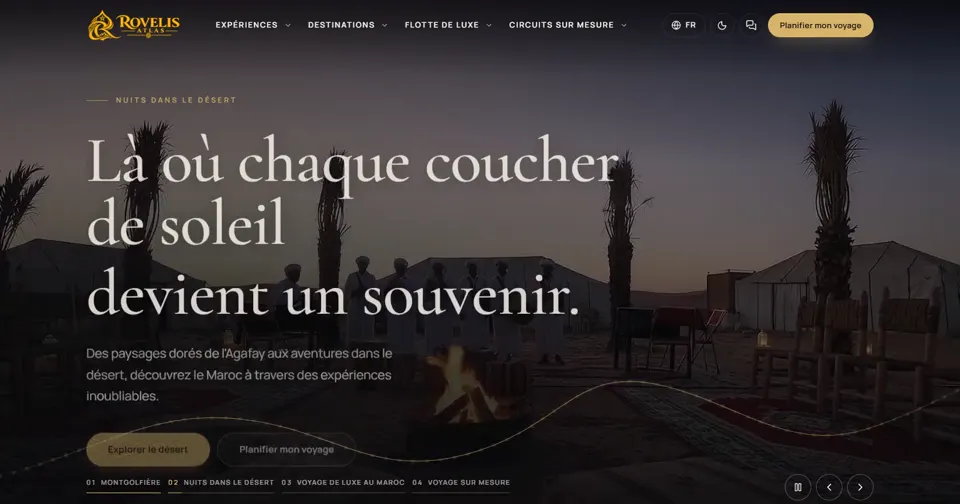 ROVELIS
ATLAS
EXPÉRIENCES
DESTINATIONS
FLOTTE DE LUXE
CIRCUITS SUR MESURE
FR
Planifier mon voyage
NUITS DANS LE DÉSERT
Là où chaque coucher
de soleil
devient un souvenir.
Des paysages dorés de l'Agafay aux aventures dans le
désert, découvrez le Maroc à travers des expériences
inoubliables.
Explorer le désert
Planifier mon voyage
01 MONTGOLFIÈRE
02 NUITS DANS LE DÉSERT
03 VOYAGE DE LUXE AU MAROC
04 VOYAGE SUR MESURE